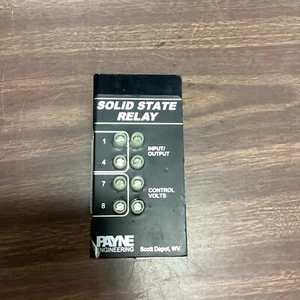 SOLID STATE
RELAY
1
INPUT/
OUTPUT
4
7
CONTROL
VOLTS
8
PAYNE
ENGINEERING
Scott Depot, WV